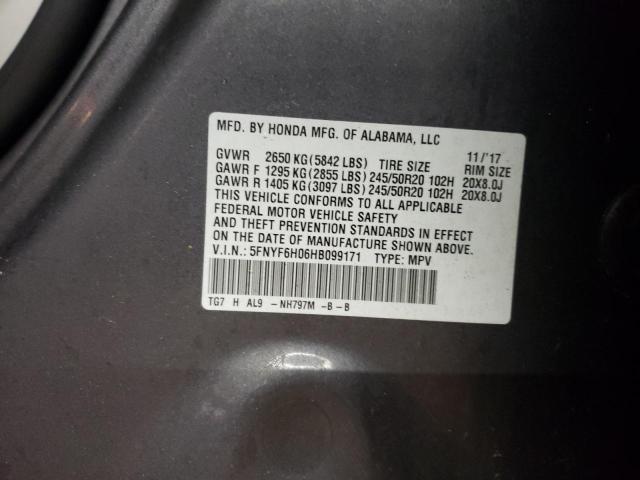 MFD. BY HONDA MFG. OF ALABAMA, LLC
GVWR 2650 KG (5842 LBS) TIRE SIZE 11/'17 RIM SIZE
GAWR F 1295 KG (2855 LBS) 245/50R20 102H 20X8.0J
GAWR R 1405 KG (3097 LBS) 245/50R20 102H 20X8.0J
THIS VEHICLE CONFORMS TO ALL APPLICABLE
FEDERAL MOTOR VEHICLE SAFETY
AND THEFT PREVENTION STANDARDS IN EFFECT
ON THE DATE OF MANUFACTURE SHOWN ABOVE.
V.I.N.: 5FNYF6H06HB099171 TYPE: MPV
TG7 H AL9 - NH797M -B-B